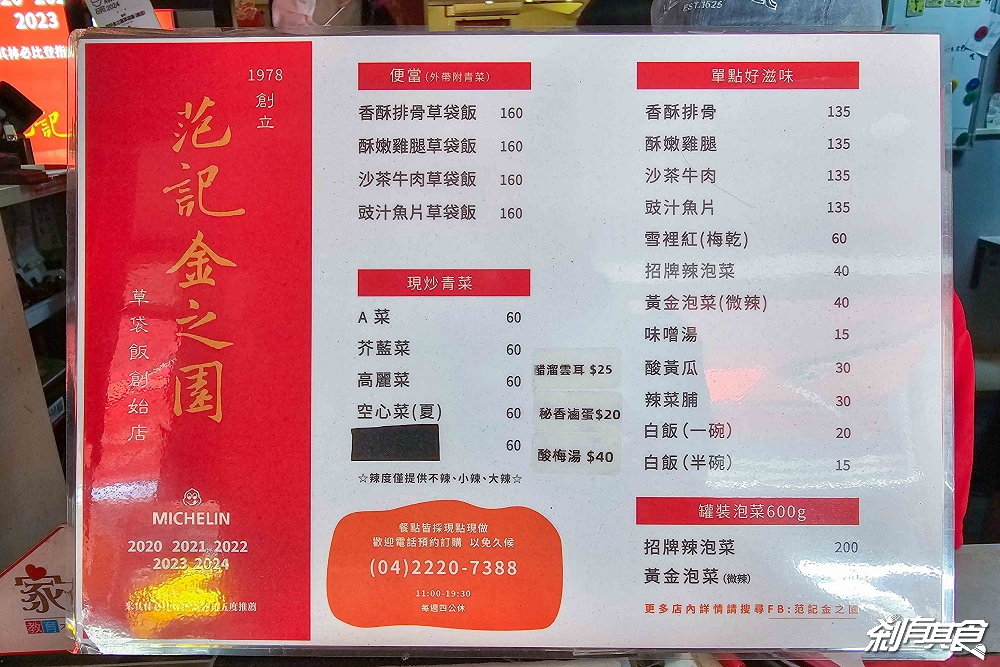 2023
EST.1626
1978
創立
范記金之園
草袋飯創始店
MICHELIN
2020 2021 2022
2023 2024
便當(外帶附青菜)
香酥排骨草袋飯 160
酥嫩雞腿草袋飯 160
沙茶牛肉草袋飯 160
豉汁魚片草袋飯 160
現炒青菜
A菜 60
芥藍菜 60
高麗菜 60
空心菜(夏) 60
60
☆辣度僅提供不辣、小辣、大辣☆
醋溜雲耳 $25
秘香滷蛋$20
酸梅湯 $40
餐點皆採現點現做
歡迎電話預約訂購 以免久候
(04)2220-7388
11:00-19:30
每週四公休
單點好滋味
香酥排骨 135
酥嫩雞腿 135
沙茶牛肉 135
豉汁魚片 135
雪裡紅(梅乾) 60
招牌辣泡菜 40
黃金泡菜(微辣) 40
味噌湯 15
酸黃瓜 30
辣菜脯 30
白飯(一碗) 20
白飯(半碗) 15
罐裝泡菜600g
招牌辣泡菜 200
黃金泡菜(微辣)
更多店內詳情請搜尋FB:范記金之園
家
教育
剎有其食